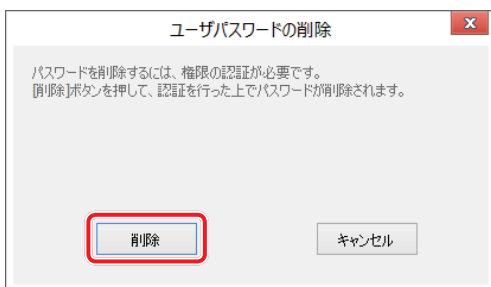 ユーザパスワードの削除
x
パスワードを削除するには、権限の認証が必要です。
[削除]ボタンを押して、認証を行った上でパスワードが削除されます。
削除
キャンセル